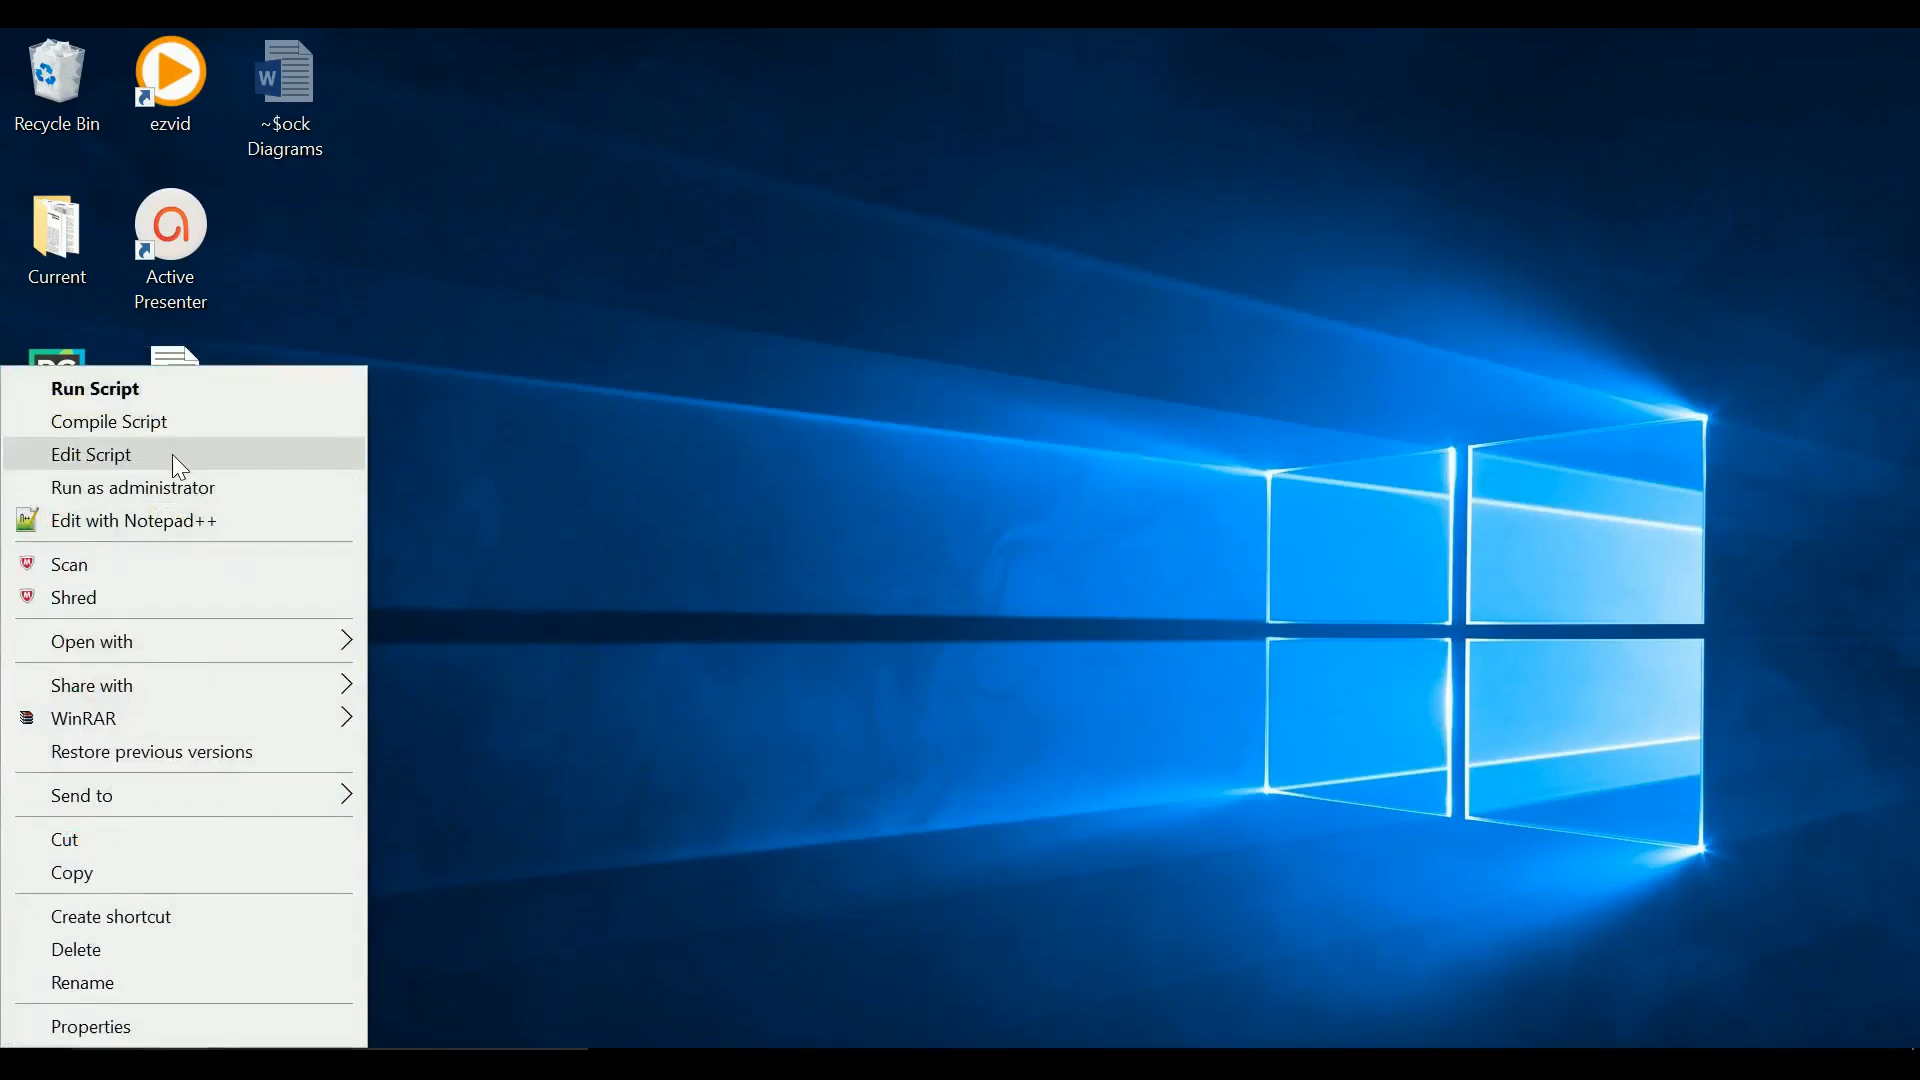 Recycle Bin
ezvid
W
~$ock
Diagrams
Current
Active
Presenter
Run Script
Compile Script
Edit Script
Run as administrator
Edit with Notepad++
Scan
Shred
Open with
Share with
WinRAR
Restore previous versions
Send to
Cut
Copy
Create shortcut
Delete
Rename
Properties